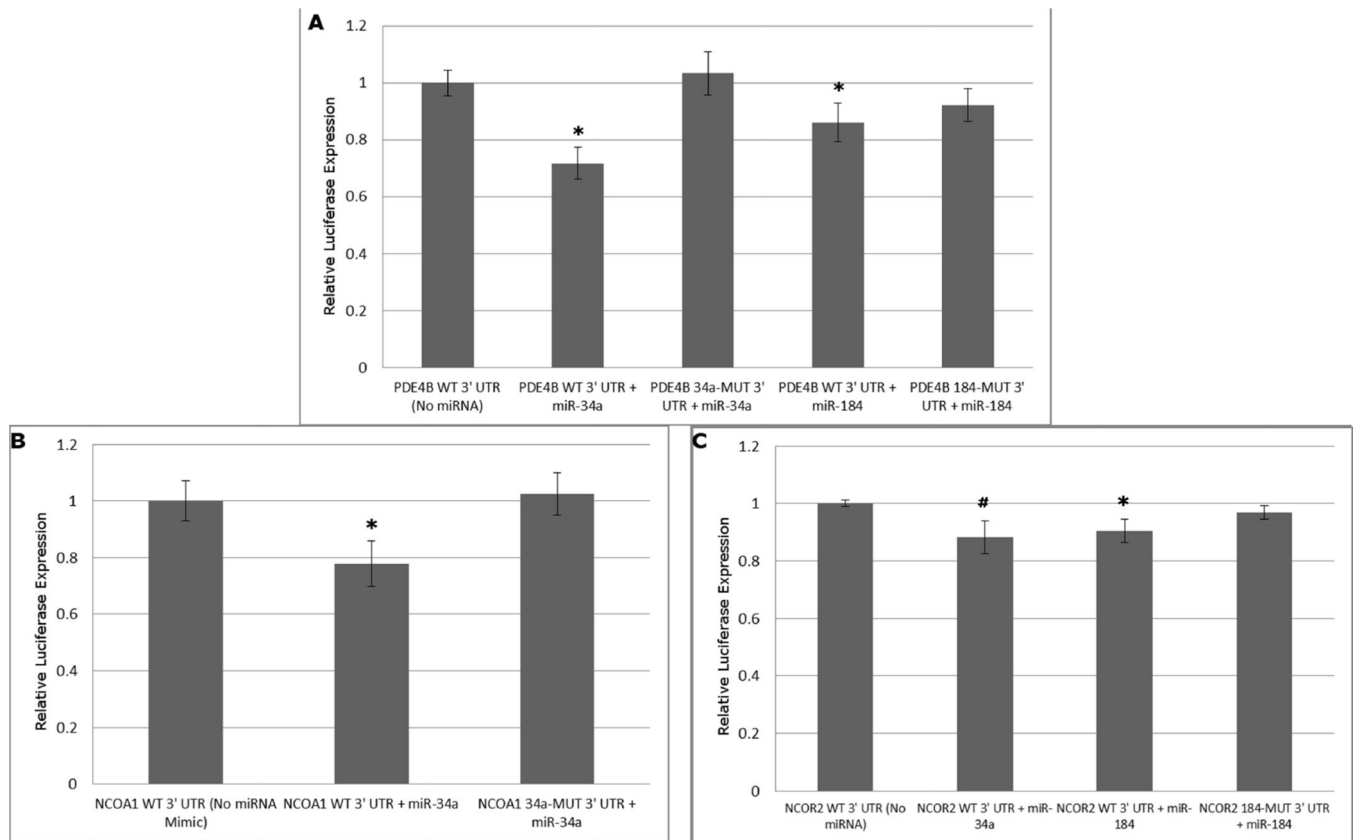 A
1.2
1
0.8
0.6
0.4
0.2
0
Relative Luciferase Expression
*
*
PDE4B WT 3' UTR
(No miRNA)
PDE4B WT 3' UTR +
miR-34a
PDE4B 34a-MUT 3'
UTR + miR-34a
PDE4B WT 3' UTR +
miR-184
PDE4B 184-MUT 3'
UTR + miR-184
B
1.2
1
0.8
0.6
0.4
0.2
0
Relative Luciferase Expression
*
NCOA1 WT 3' UTR (No miRNA
Mimic)
NCOA1 WT 3' UTR + miR-34a
NCOA1 34a-MUT 3' UTR +
miR-34a
C
1.2
1
0.8
0.6
0.4
0.2
0
Relative Luciferase Expression
#
*
NCOR2 WT 3' UTR (No
miRNA)
NCOR2 WT 3' UTR + miR-
34a
NCOR2 WT 3' UTR + miR-
184
NCOR2 184-MUT 3' UTR
+ miR-184